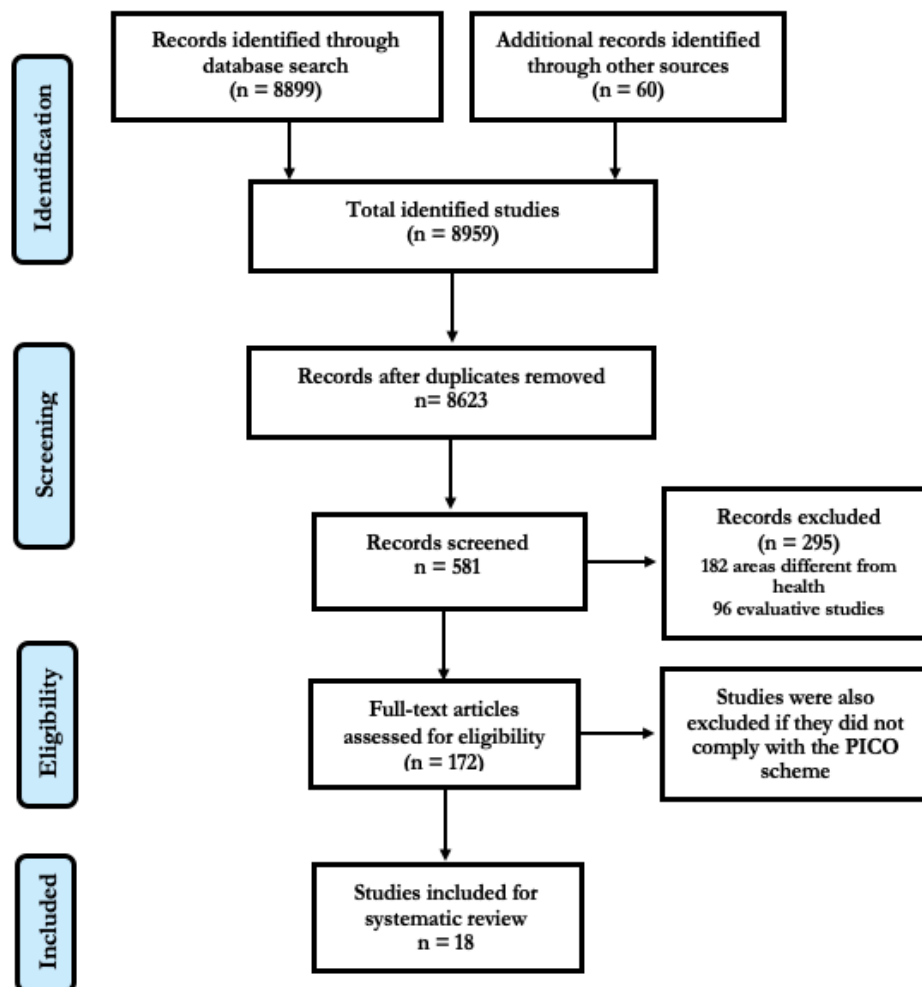 Identification
Records identified through
database search
(n = 8899)
Additional records identified
through other sources
(n = 60)
Total identified studies
(n = 8959)
Screening
Records after duplicates removed
n= 8623
Records screened
n = 581
Records excluded
(n = 295)
182 areas different from
health
96 evaluative studies
Eligibility
Full-text articles
assessed for eligibility
(n = 172)
Studies were also
excluded if they did not
comply with the PICO
scheme
Included
Studies included for
systematic review
n = 18